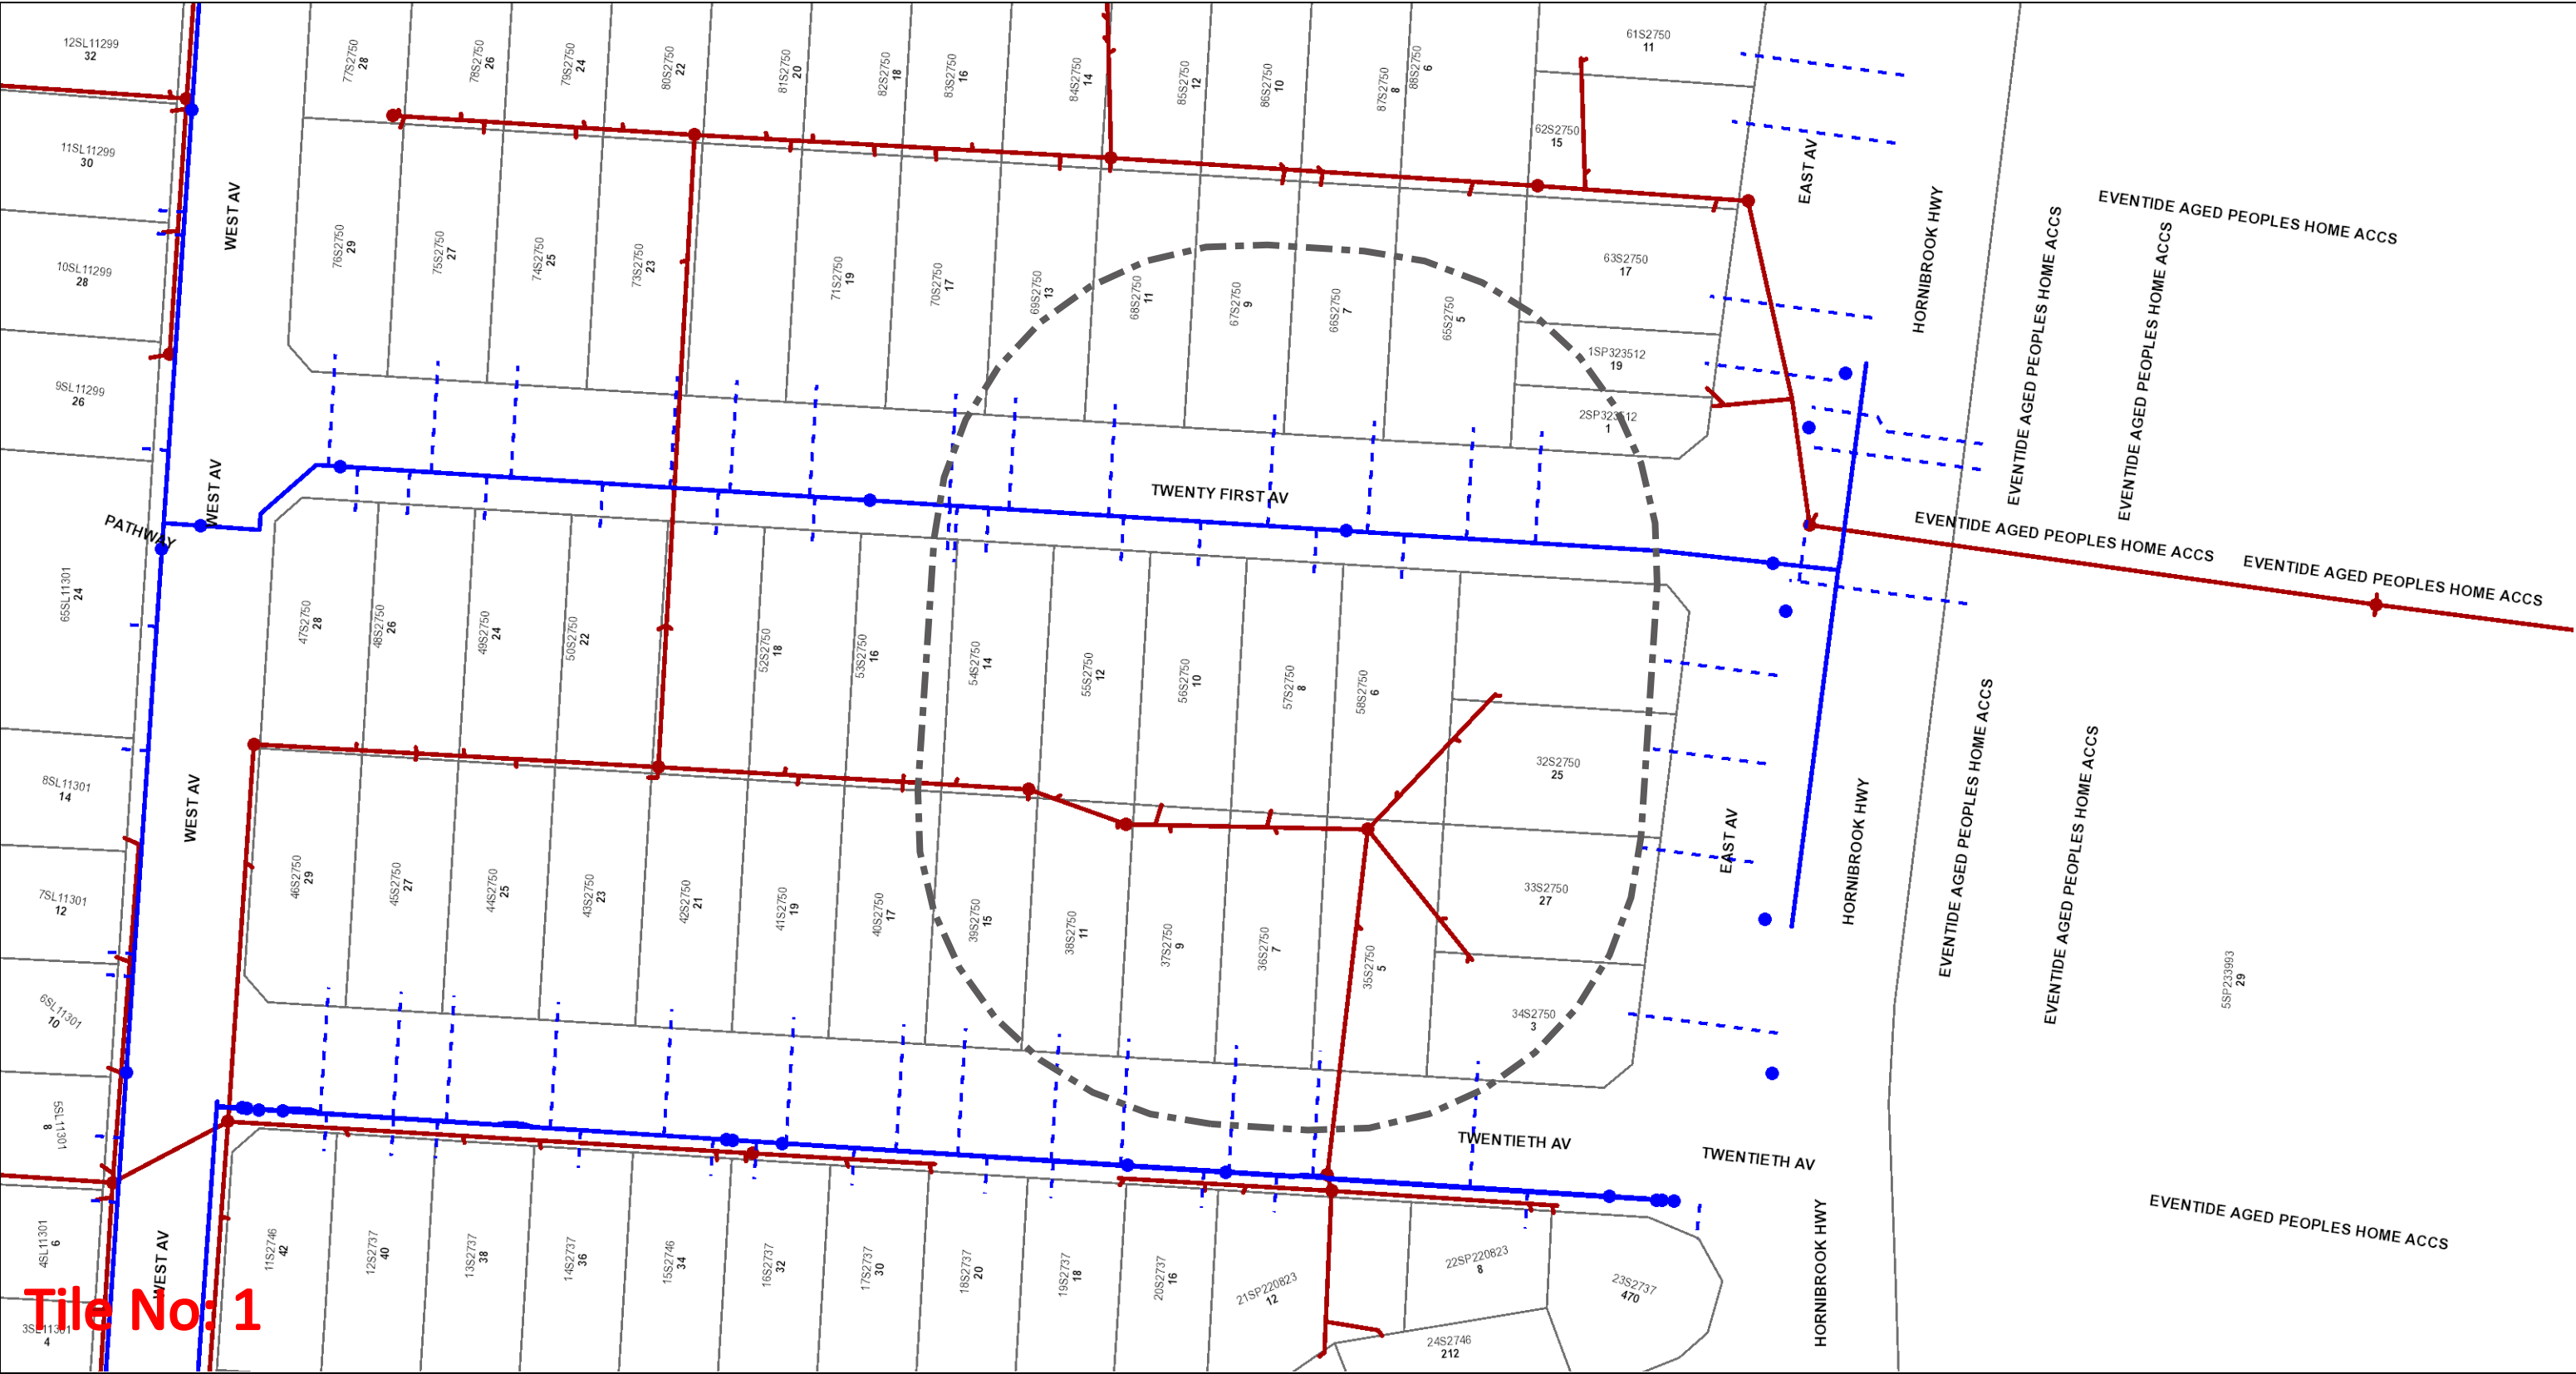 12SL11299
32
11SL11299
30
10SL11299
28
9SL11299
26
65SL11301
24
8SL11301
14
7SL11301
12
6SL11301
10
5SL11301
8
4SL11301
6
3SL11301
4
WEST AV
WEST AV
PATHWAY
WEST AV
WEST AV
77S2750
28
78S2750
26
79S2750
24
80S2750
22
81S2750
20
82S2750
18
83S2750
16
84S2750
14
85S2750
12
86S2750
10
87S2750
8
88S2750
6
61S2750
11
62S2750
15
76S2750
29
75S2750
27
74S2750
25
73S2750
23
71S2750
19
70S2750
17
69S2750
13
68S2750
11
67S2750
9
66S2750
7
65S2750
5
63S2750
17
1SP323512
19
2SP323512
1
EAST AV
HORNIBROOK HWY
EVENTIDE AGED PEOPLES HOME ACCS
EVENTIDE AGED PEOPLES HOME ACCS
EVENTIDE AGED PEOPLES HOME ACCS
TWENTY FIRST AV
EVENTIDE AGED PEOPLES HOME ACCS
EVENTIDE AGED PEOPLES HOME ACCS
47S2750
28
48S2750
26
49S2750
24
50S2750
22
52S2750
18
53S2750
16
54S2750
14
55S2750
12
56S2750
10
57S2750
8
58S2750
6
32S2750
25
33S2750
27
34S2750
3
46S2750
29
45S2750
27
44S2750
25
43S2750
23
42S2750
21
41S2750
19
40S2750
17
39S2750
15
38S2750
11
37S2750
9
36S2750
7
35S2750
5
EAST AV
HORNIBROOK HWY
EVENTIDE AGED PEOPLES HOME ACCS
EVENTIDE AGED PEOPLES HOME ACCS
5SP233993
29
TWENTIETH AV
TWENTIETH AV
HORNIBROOK HWY
EVENTIDE AGED PEOPLES HOME ACCS
11S2746
42
12S2737
40
13S2737
38
14S2737
36
15S2746
34
16S2737
32
17S2737
30
18S2737
20
19S2737
18
20S2737
16
21SP220823
12
22SP220823
8
23S2737
470
24S2746
212
Tile No: 1